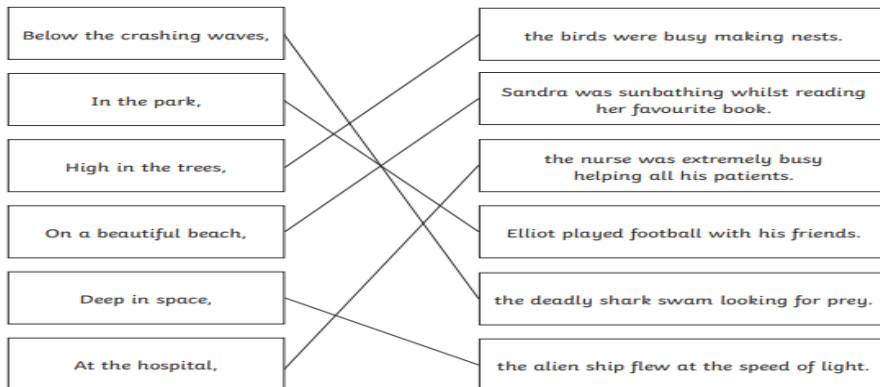 Below the crashing waves,
the birds were busy making nests.
In the park,
Sandra was sunbathing whilst reading
her favourite book.
High in the trees,
the nurse was extremely busy
helping all his patients.
On a beautiful beach,
Elliot played football with his friends.
Deep in space,
the deadly shark swam looking for prey.
At the hospital,
the alien ship flew at the speed of light.